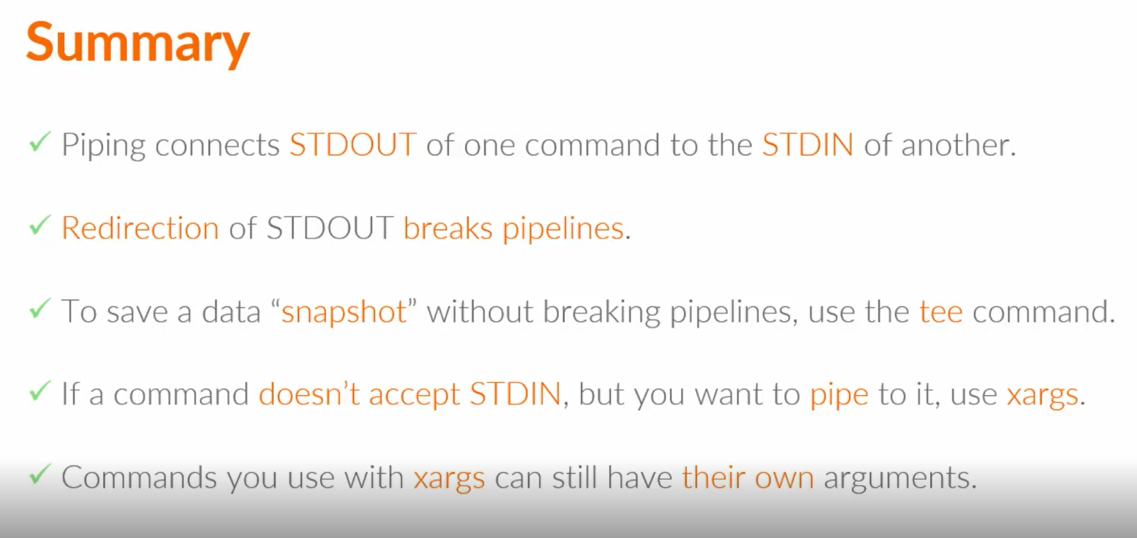 Summary
✓ Piping connects STDOUT of one command to the STDIN of another.
✓ Redirection of STDOUT breaks pipelines.
✓ To save a data “snapshot” without breaking pipelines, use the tee command.
✓ If a command doesn’t accept STDIN, but you want to pipe to it, use xargs.
✓ Commands you use with xargs can still have their own arguments.